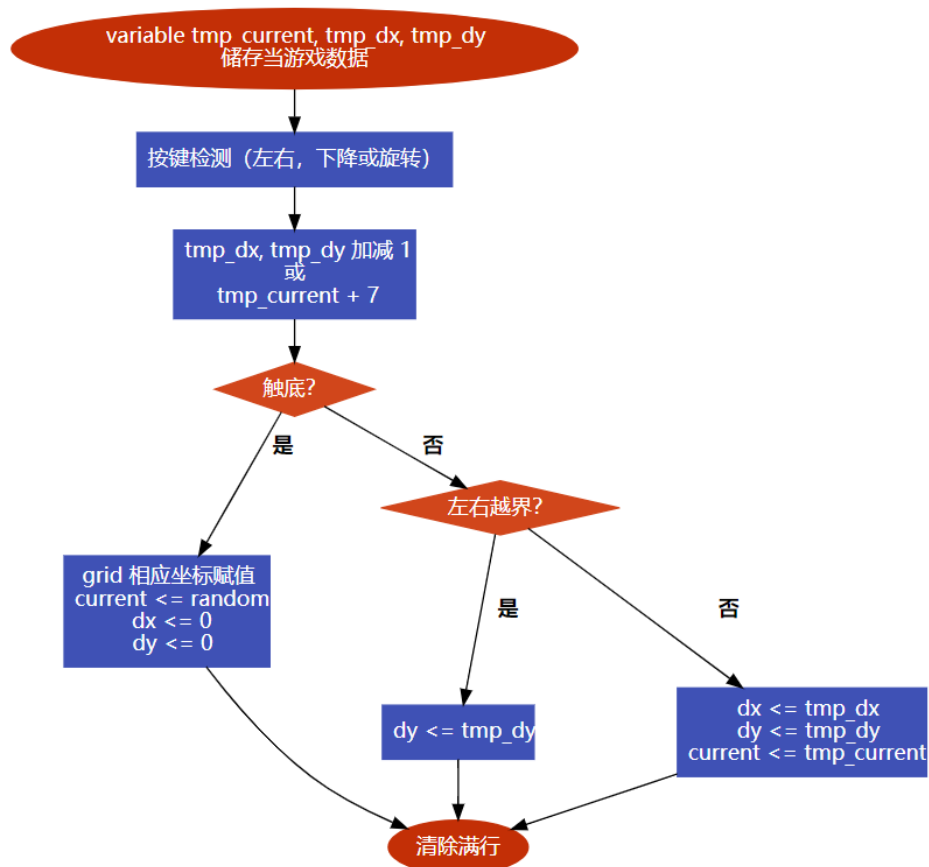 variable tmp_current, tmp_dx, tmp_dy
储存当游戏数据
按键检测（左右，下降或旋转）
tmp_dx, tmp_dy 加减 1
或
tmp_current + 7
触底?
是
否
左右越界?
grid 相应坐标赋值
current <= random
dx <= 0
dy <= 0
是
否
dy <= tmp_dy
dx <= tmp_dx
dy <= tmp_dy
current <= tmp_current
清除满行